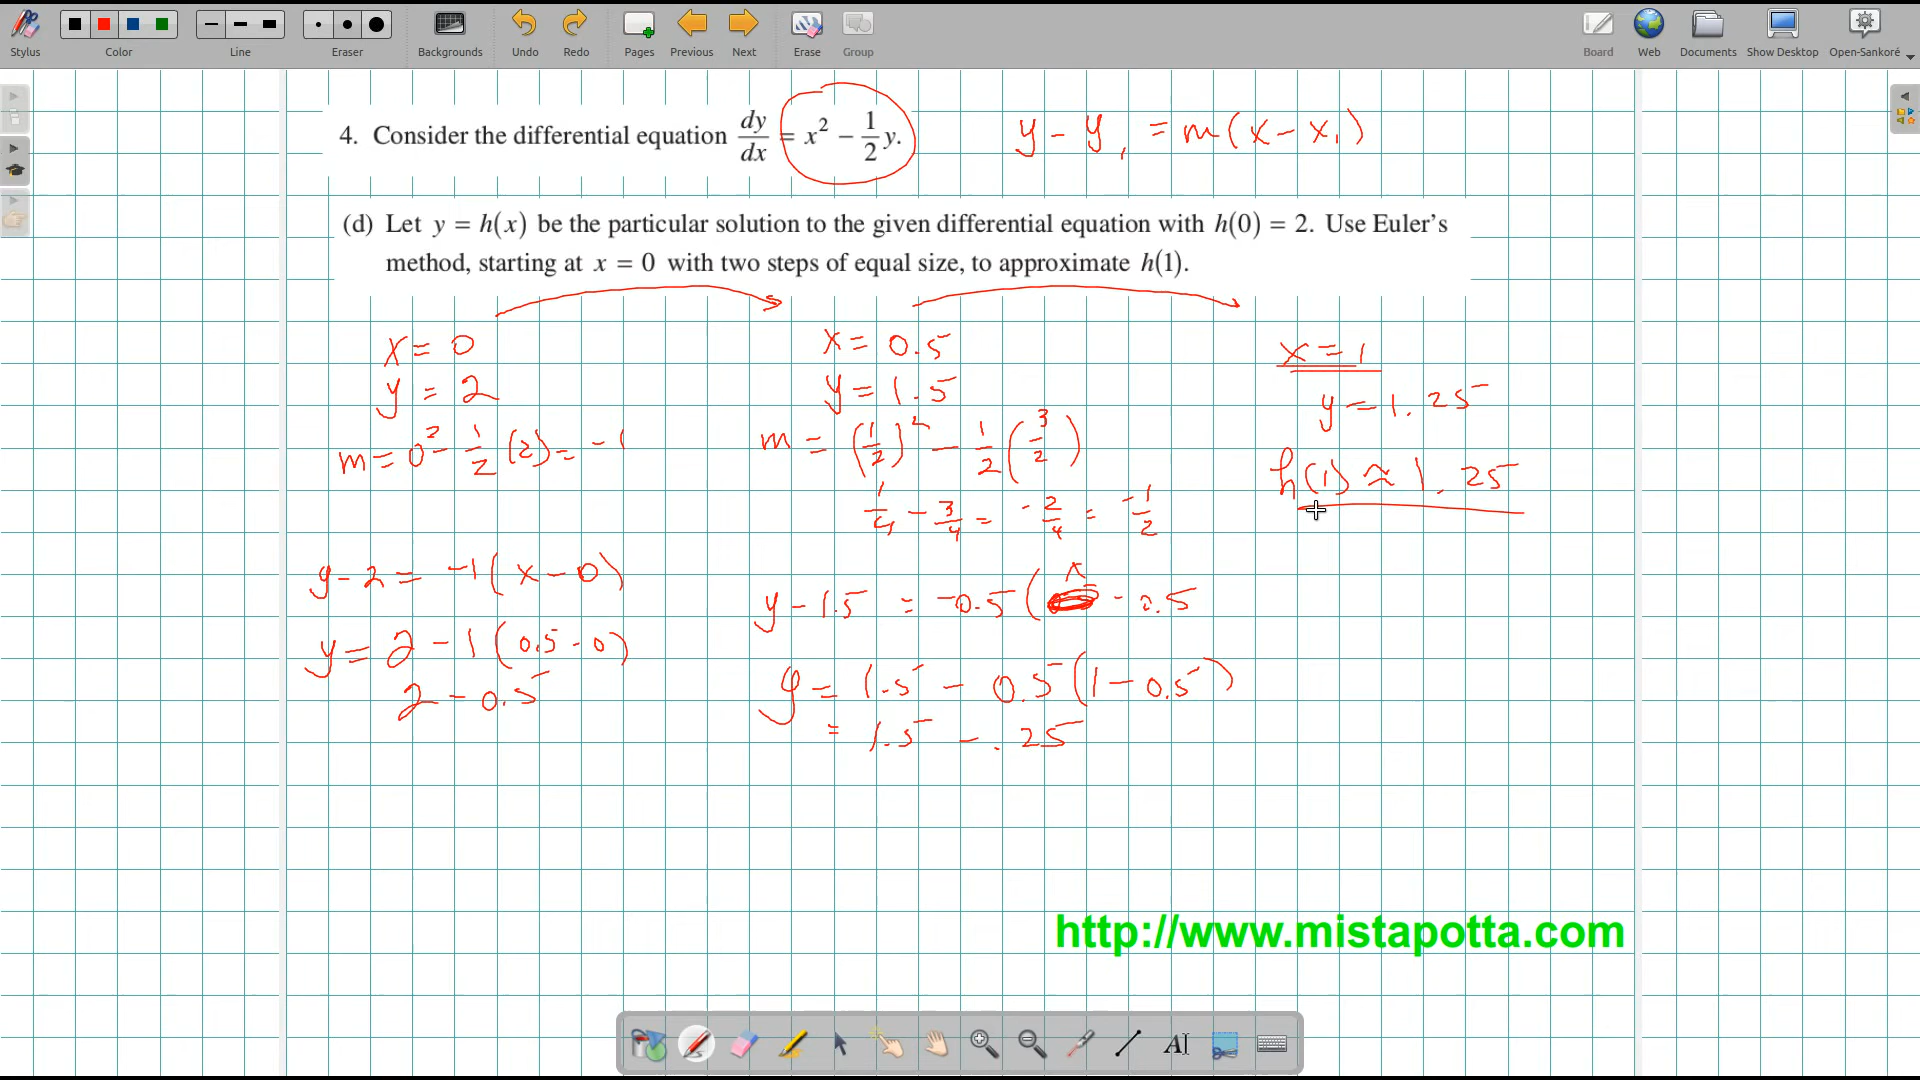 Stylus Color Line Eraser Backgrounds Undo Redo Pages Previous Next Erase Group Board Web Documents Show Desktop Open-Sankoré
4. Consider the differential equation dy/dx = x² − 1/2 y.
y - y₁ = m(x - x₁)
(d) Let y = h(x) be the particular solution to the given differential equation with h(0) = 2. Use Euler's
method, starting at x = 0 with two steps of equal size, to approximate h(1).
x = 0
y = 2
m = 0² - 1/2 (2) = -1
y - 2 = -1(x - 0)
y = 2 - 1(0.5 - 0)
2 - 0.5
x = 0.5
y = 1.5
m = (1/2)² - 1/2 (3/2)
1/4 - 3/4 = -2/4 = -1/2
y - 1.5 = -0.5(x - 0.5
y = 1.5 - 0.5(1 - 0.5)
= 1.5 - .25
x = 1
y = 1.25
h(1) ≈ 1.25
http://www.mistapotta.com